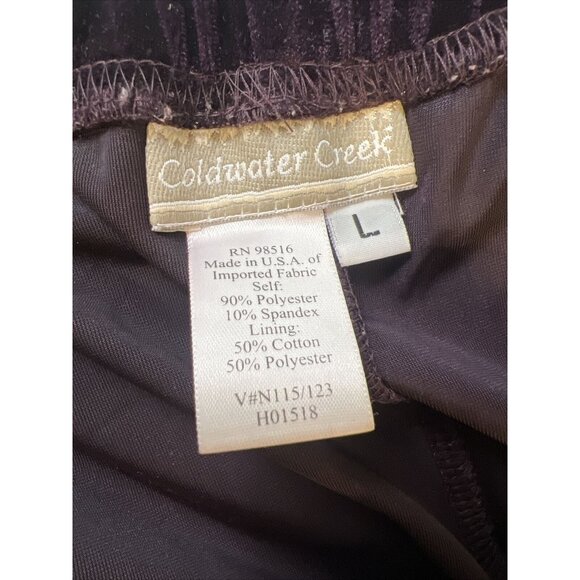 Coldwater Creek
L
RN 98516
Made in U.S.A. of
Imported Fabric
Self:
90% Polyester
10% Spandex
Lining:
50% Cotton
50% Polyester
V#N115/123
H01518